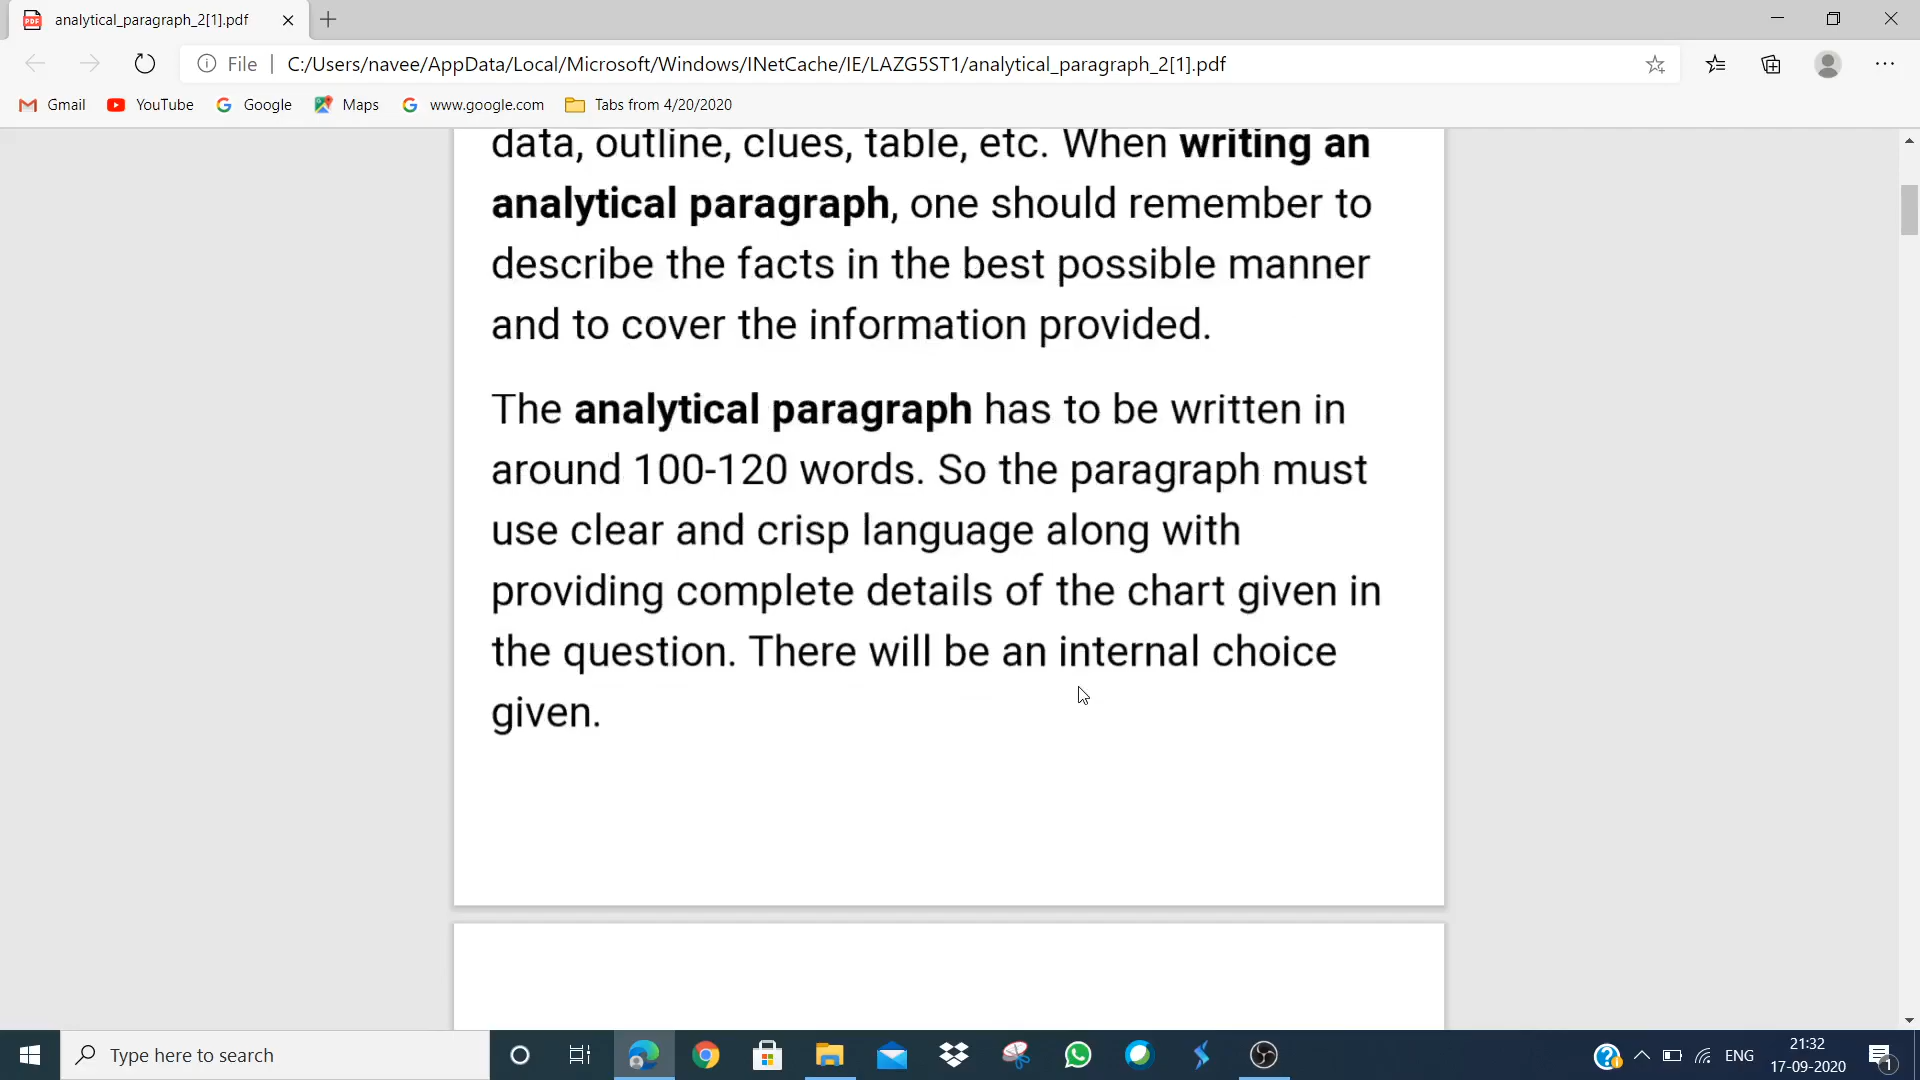 analytical_paragraph_2[1].pdf
File | C:/Users/navee/AppData/Local/Microsoft/Windows/INetCache/IE/LAZG5ST1/analytical_paragraph_2[1].pdf
Gmail YouTube Google Maps www.google.com Tabs from 4/20/2020
data, outline, clues, table, etc. When writing an
analytical paragraph, one should remember to
describe the facts in the best possible manner
and to cover the information provided.
The analytical paragraph has to be written in
around 100-120 words. So the paragraph must
use clear and crisp language along with
providing complete details of the chart given in
the question. There will be an internal choice
given.
Type here to search
ENG
21:32
17-09-2020
1